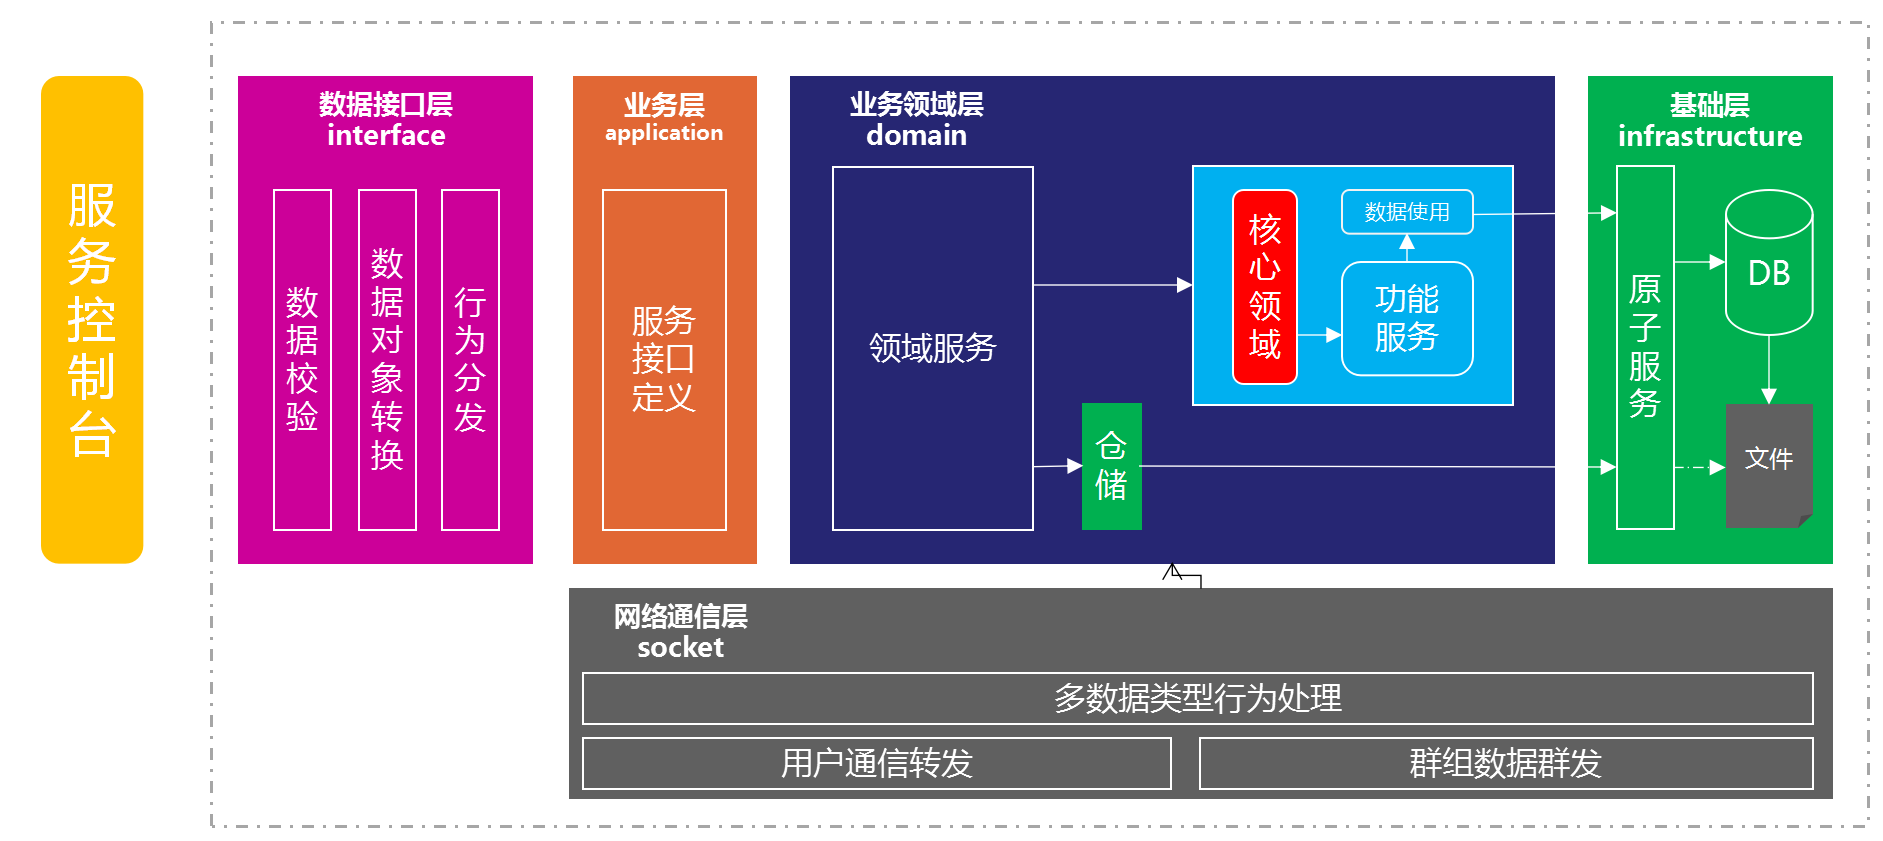 服务控制台
数据接口层
interface
数据校验
数据对象转换
行为分发
业务层
application
服务
接口
定义
业务领域层
domain
领域服务
仓储
核心领域
数据使用
功能
服务
基础层
infrastructure
原子服务
DB
文件
网络通信层
socket
多数据类型行为处理
用户通信转发
群组数据群发